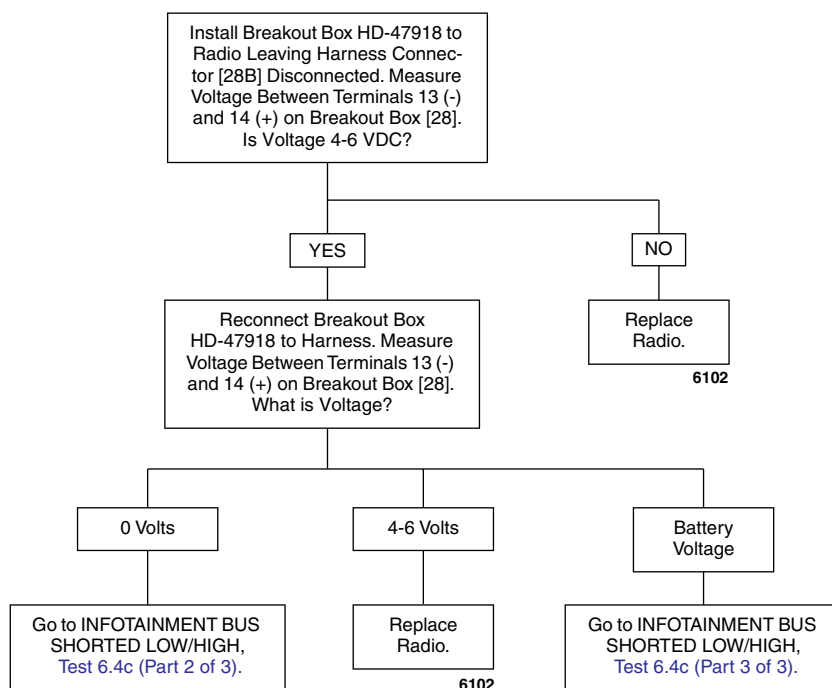 Install Breakout Box HD-47918 to
Radio Leaving Harness Connec-
tor [28B] Disconnected. Measure
Voltage Between Terminals 13 (-)
and 14 (+) on Breakout Box [28].
Is Voltage 4-6 VDC?
YES
NO
Reconnect Breakout Box
HD-47918 to Harness. Measure
Voltage Between Terminals 13 (-)
and 14 (+) on Breakout Box [28].
What is Voltage?
Replace
Radio.
6102
0 Volts
4-6 Volts
Battery
Voltage
Go to INFOTAINMENT BUS
SHORTED LOW/HIGH,
Test 6.4c (Part 2 of 3).
Replace
Radio.
6102
Go to INFOTAINMENT BUS
SHORTED LOW/HIGH,
Test 6.4c (Part 3 of 3).